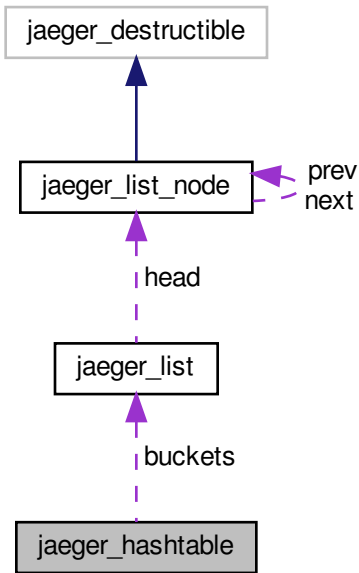 jaeger_destructible
jaeger_list_node
prev
next
head
jaeger_list
buckets
jaeger_hashtable